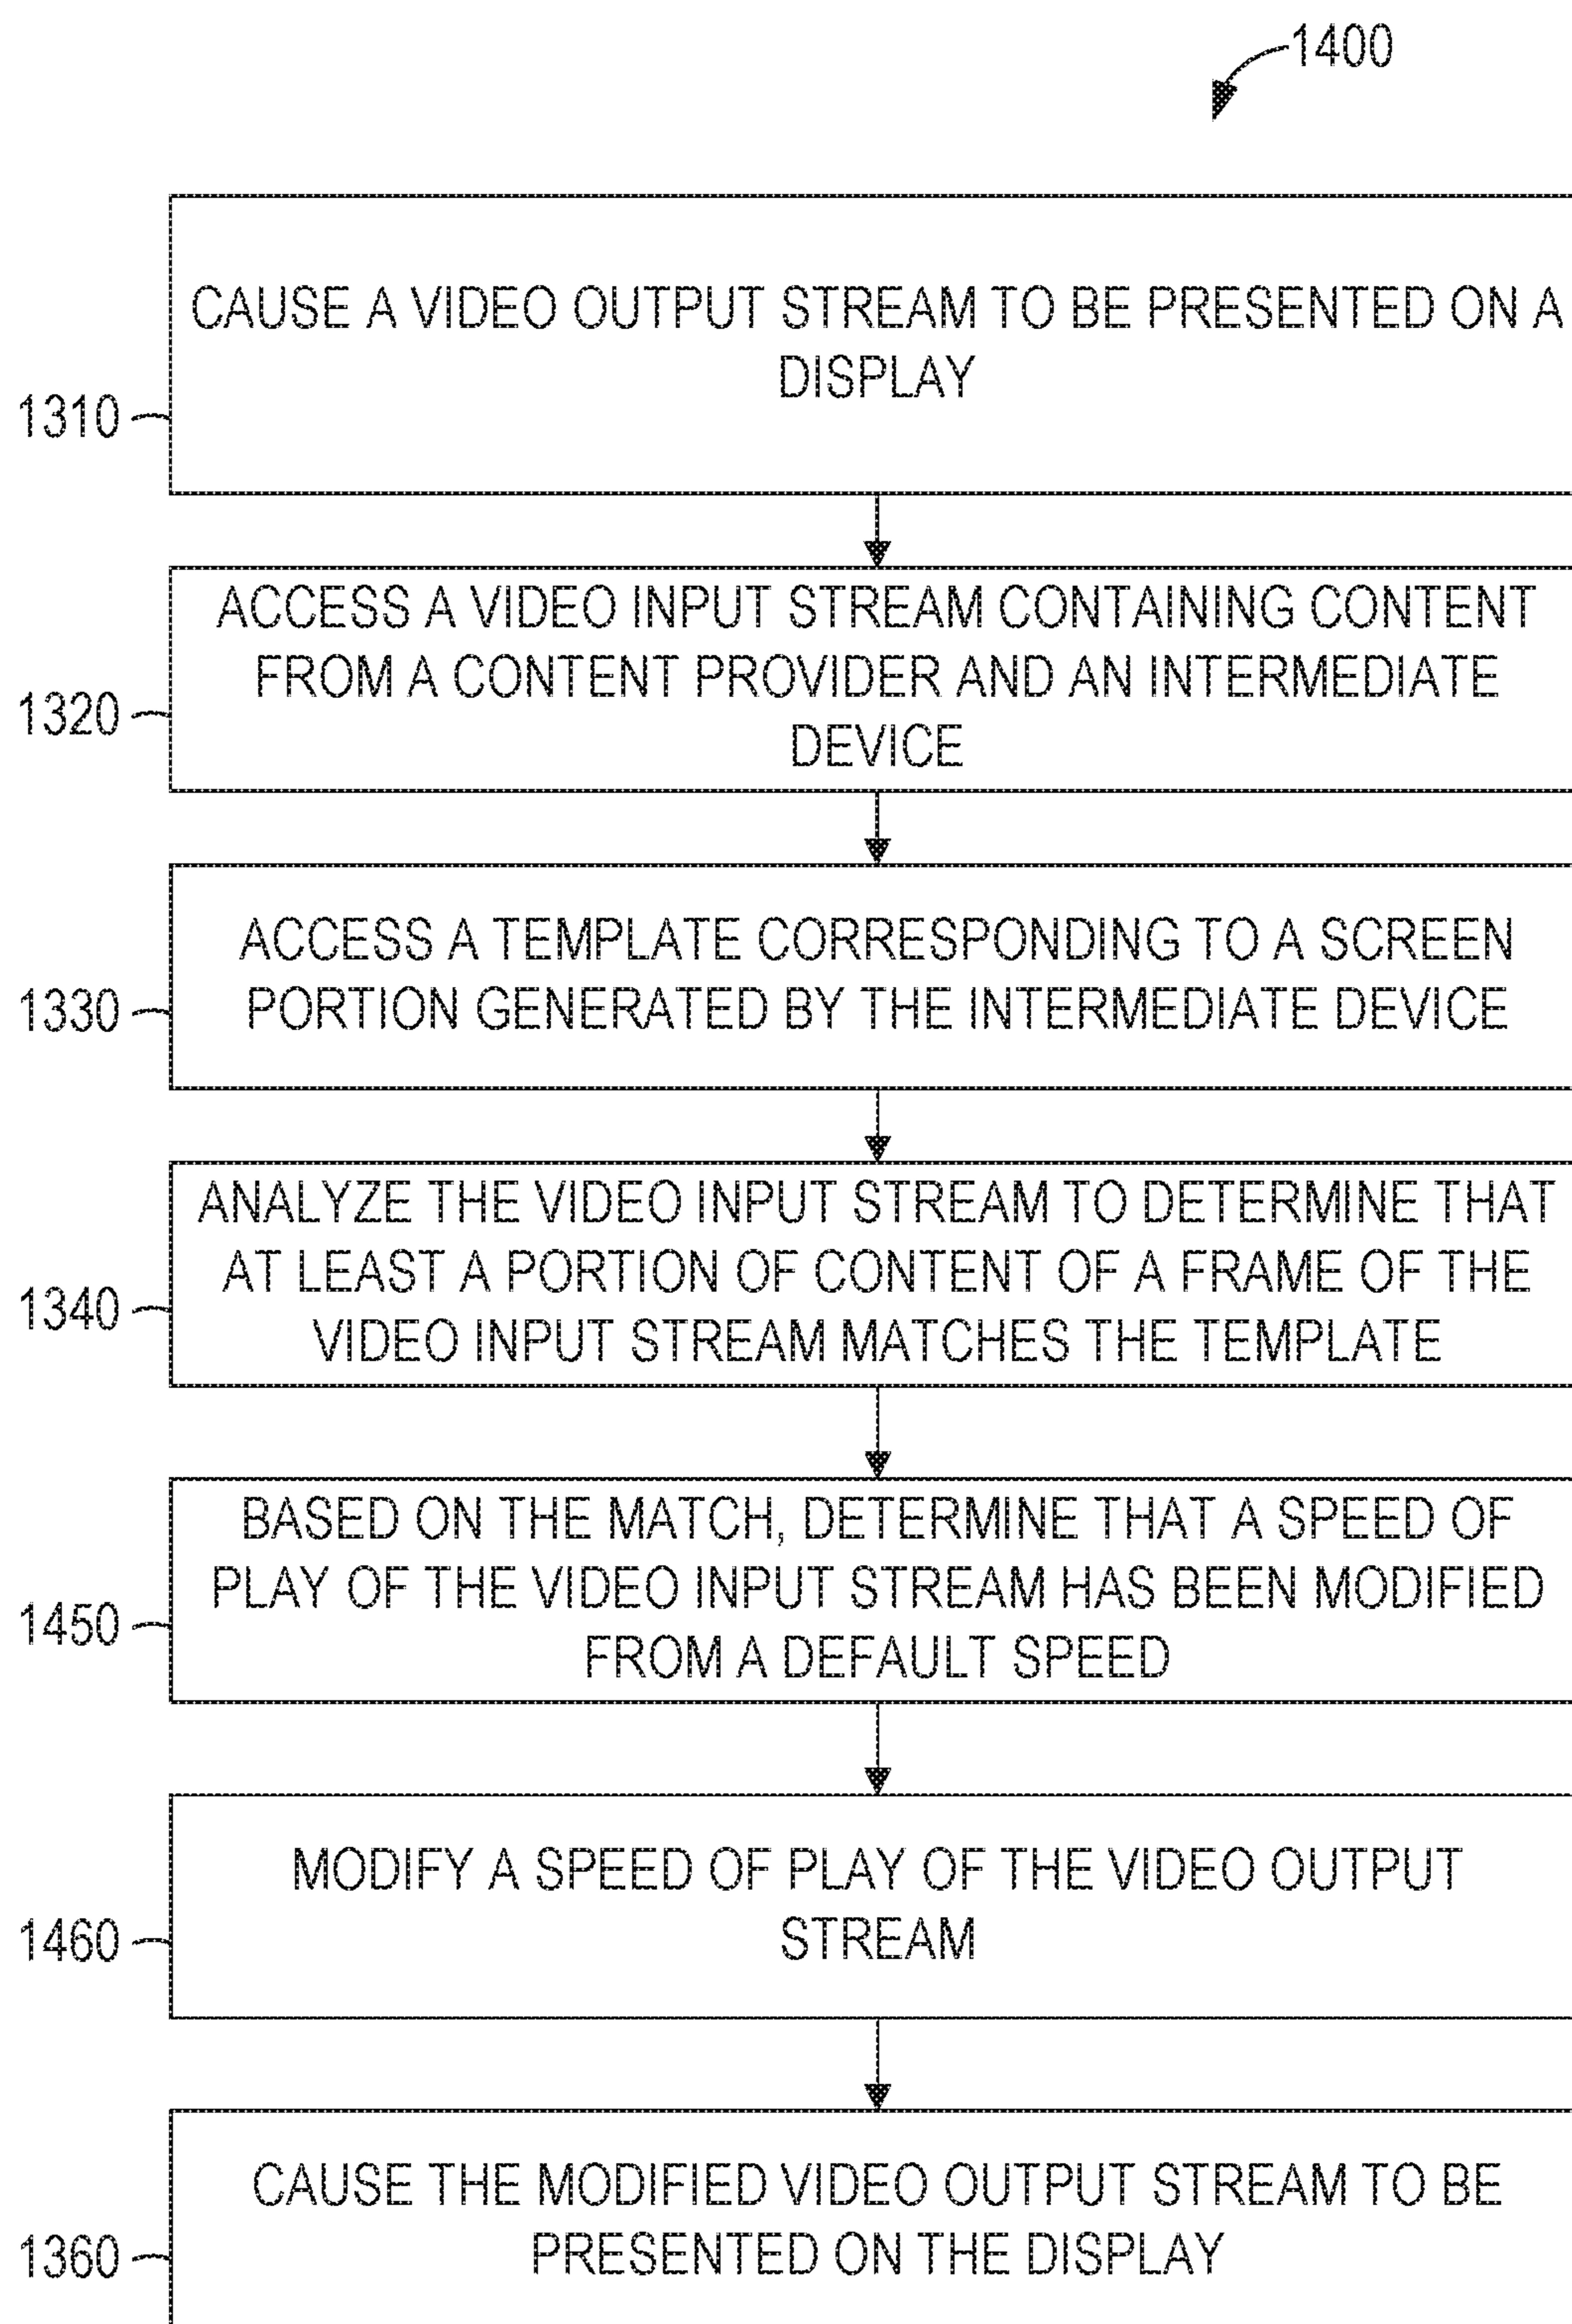 1400
CAUSE A VIDEO OUTPUT STREAM TO BE PRESENTED ON A
DISPLAY
1310
ACCESS A VIDEO INPUT STREAM CONTAINING CONTENT
FROM A CONTENT PROVIDER AND AN INTERMEDIATE
DEVICE
1320
ACCESS A TEMPLATE CORRESPONDING TO A SCREEN
PORTION GENERATED BY THE INTERMEDIATE DEVICE
1330
ANALYZE THE VIDEO INPUT STREAM TO DETERMINE THAT
AT LEAST A PORTION OF CONTENT OF A FRAME OF THE
VIDEO INPUT STREAM MATCHES THE TEMPLATE
1340
BASED ON THE MATCH, DETERMINE THAT A SPEED OF
PLAY OF THE VIDEO INPUT STREAM HAS BEEN MODIFIED
FROM A DEFAULT SPEED
1450
MODIFY A SPEED OF PLAY OF THE VIDEO OUTPUT
STREAM
1460
CAUSE THE MODIFIED VIDEO OUTPUT STREAM TO BE
PRESENTED ON THE DISPLAY
1360